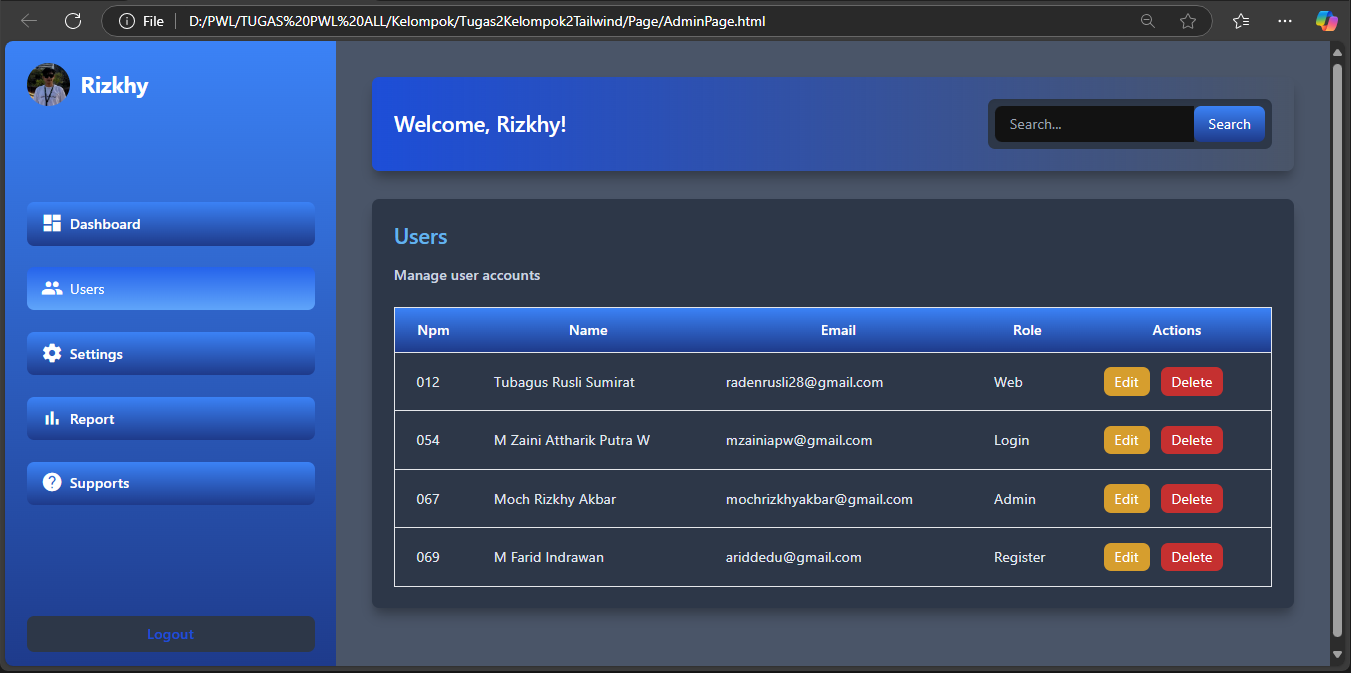 File D:/PWL/TUGAS%20PWL%20ALL/Kelompok/Tugas2Kelompok2Tailwind/Page/AdminPage.html
Rizkhy
Dashboard
Users
Settings
Report
Supports
Logout
Welcome, Rizkhy!
Search...
Search
Users
Manage user accounts
Npm Name Email Role Actions
012 Tubagus Rusli Sumirat radenrusli28@gmail.com Web Edit Delete
054 M Zaini Attharik Putra W mzainiapw@gmail.com Login Edit Delete
067 Moch Rizkhy Akbar mochrizkhyakbar@gmail.com Admin Edit Delete
069 M Farid Indrawan ariddedu@gmail.com Register Edit Delete